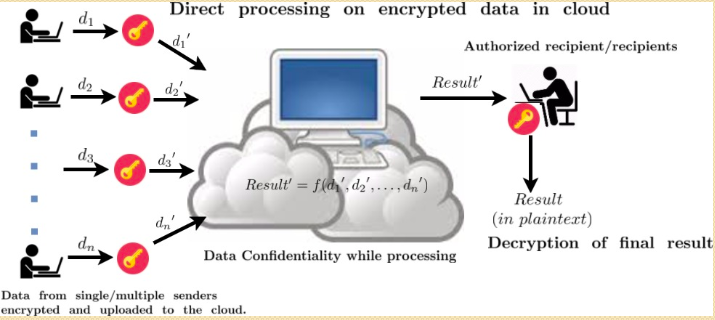 Direct processing on encrypted data in cloud
d₁
d₁′
d₂
d₂′
d₃
d₃′
dₙ
dₙ′
Result′ = f(d₁′, d₂′, . . . , dₙ′)
Data Confidentiality while processing
Result′
Authorized recipient/recipients
Result
(in plaintext)
Decryption of final result
Data from single/multiple senders
encrypted and uploaded to the cloud.